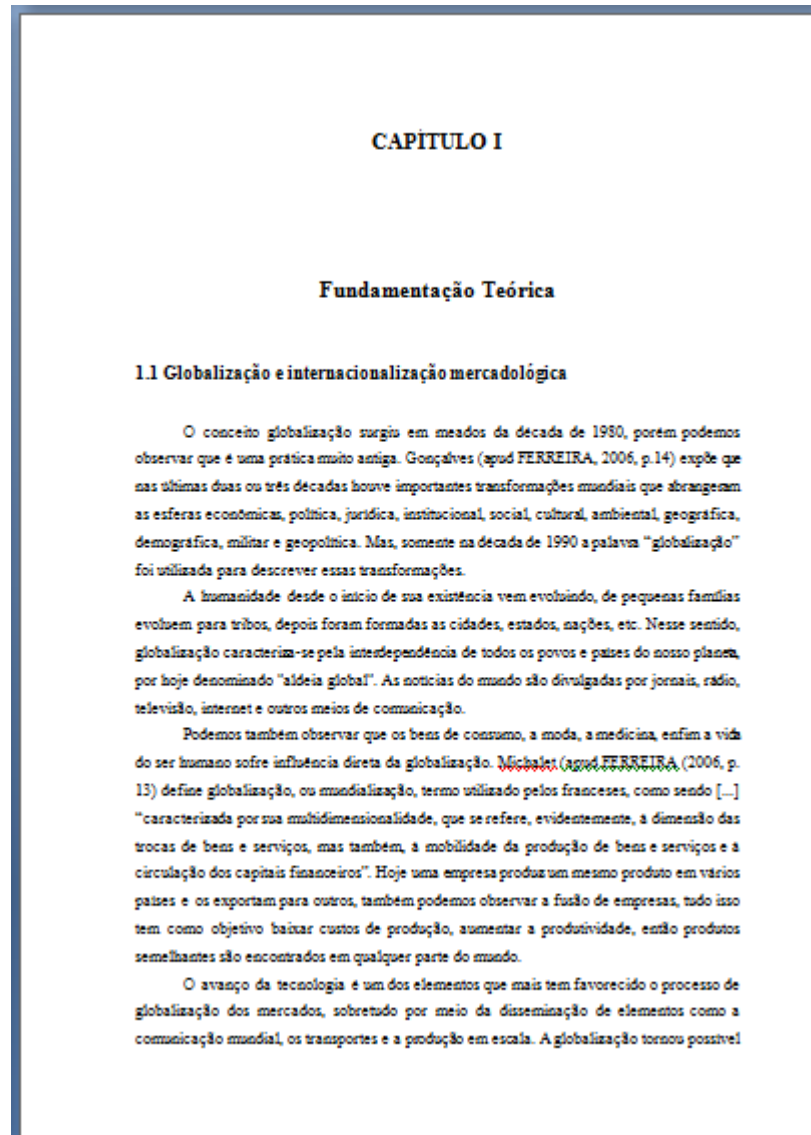 CAPÍTULO I
Fundamentação Teórica
1.1 Globalização e internacionalização mercadológica
O conceito globalização surgiu em meados da década de 1980, porém podemos
observar que é uma prática muito antiga. Gonçalves (apud FERREIRA, 2006, p.14) expõe que
nas últimas duas ou três décadas houve importantes transformações mundiais que abrangeram
as esferas econômicas, política, jurídica, institucional, social, cultural, ambiental, geográfica,
demográfica, militar e geopolítica. Mas, somente na década de 1990 a palavra “globalização”
foi utilizada para descrever essas transformações.
A humanidade desde o início de sua existência vem evoluindo, de pequenas famílias
evoluem para tribos, depois foram formadas as cidades, estados, nações, etc. Nesse sentido,
globalização caracteriza-se pela interdependência de todos os povos e países do nosso planeta,
por hoje denominado "aldeia global". As notícias do mundo são divulgadas por jornais, rádio,
televisão, internet e outros meios de comunicação.
Podemos também observar que os bens de consumo, a moda, a medicina, enfim a vida
do ser humano sofre influência direta da globalização. Michalet (apud FERREIRA (2006, p.
13) define globalização, ou mundialização, termo utilizado pelos franceses, como sendo [...]
“caracterizada por sua multidimensionalidade, que se refere, evidentemente, à dimensão das
trocas de bens e serviços, mas também, à mobilidade da produção de bens e serviços e à
circulação dos capitais financeiros”. Hoje uma empresa produz um mesmo produto em vários
países e os exportam para outros, também podemos observar a fusão de empresas, tudo isso
tem como objetivo baixar custos de produção, aumentar a produtividade, então produtos
semelhantes são encontrados em qualquer parte do mundo.
O avanço da tecnologia é um dos elementos que mais tem favorecido o processo de
globalização dos mercados, sobretudo por meio da disseminação de elementos como a
comunicação mundial, os transportes e a produção em escala. A globalização tornou possível